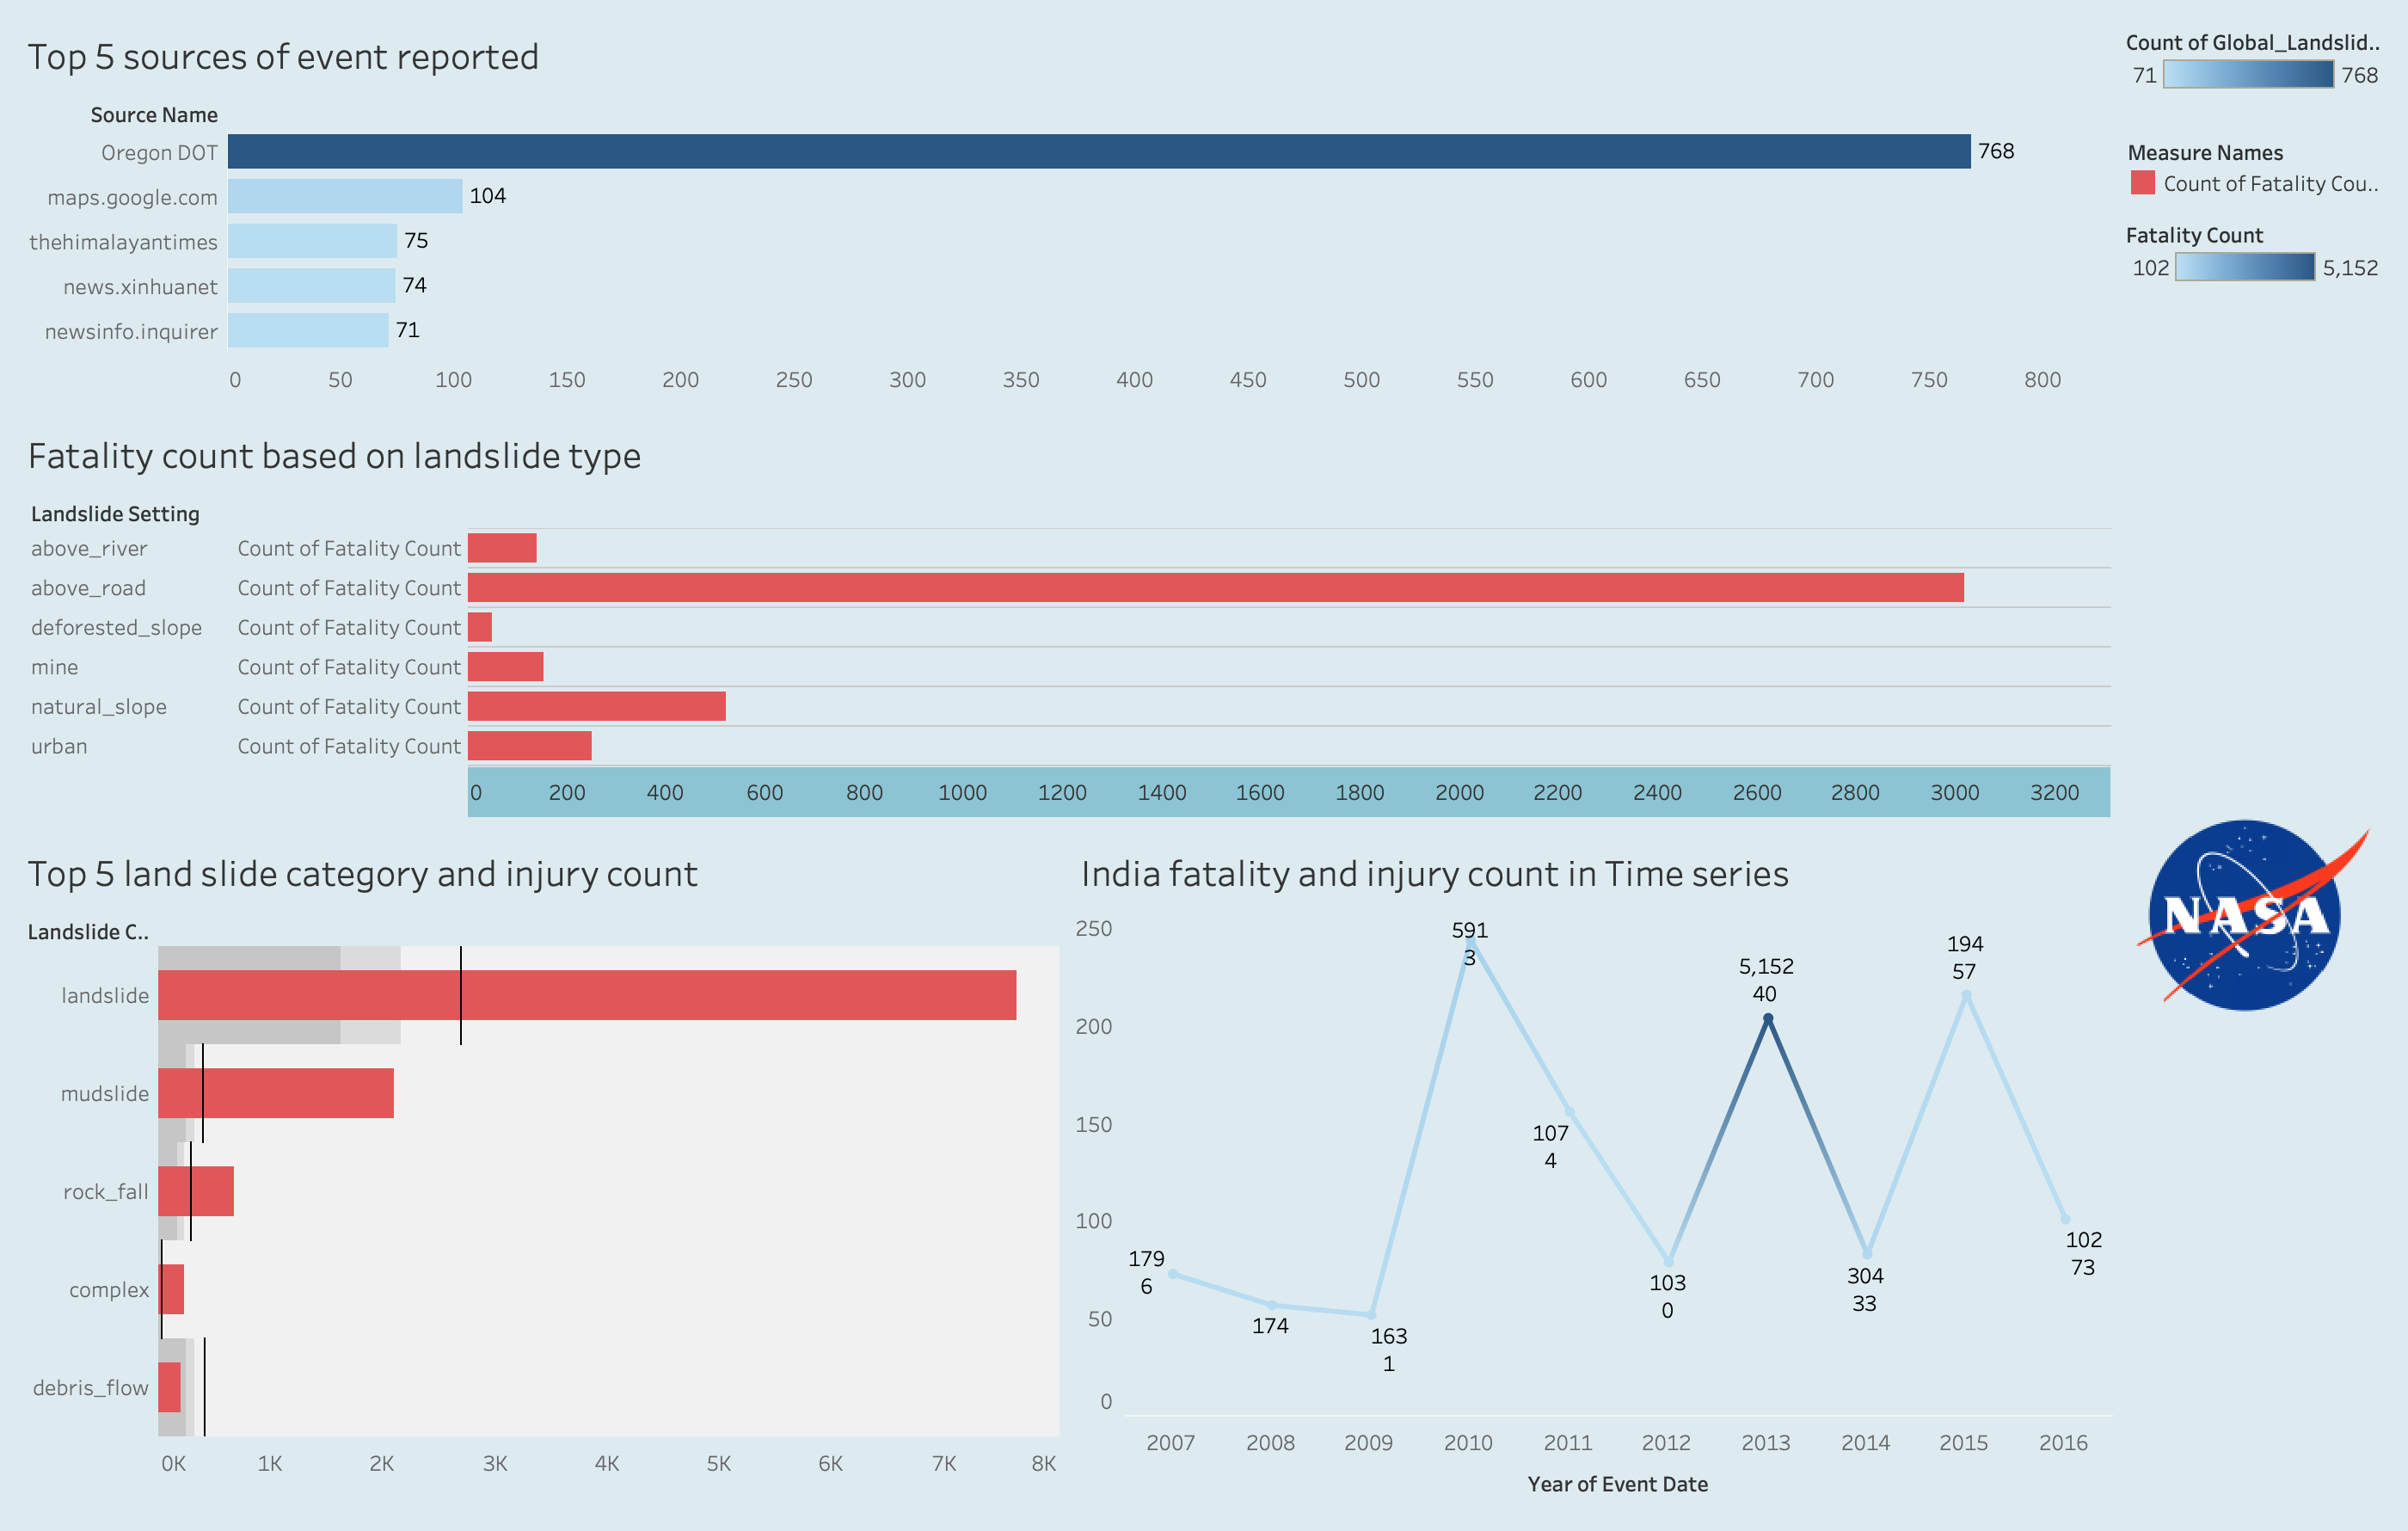 Top 5 sources of event reported
Source Name
Oregon DOT 768
maps.google.com 104
thehimalayantimes 75
news.xinhuanet 74
newsinfo.inquirer 71
0 50 100 150 200 250 300 350 400 450 500 550 600 650 700 750 800
Count of Global_Landslid..
71 768
Measure Names
Count of Fatality Cou..
Fatality Count
102 5,152
Fatality count based on landslide type
Landslide Setting
above_river Count of Fatality Count
above_road Count of Fatality Count
deforested_slope Count of Fatality Count
mine Count of Fatality Count
natural_slope Count of Fatality Count
urban Count of Fatality Count
0 200 400 600 800 1000 1200 1400 1600 1800 2000 2200 2400 2600 2800 3000 3200
Top 5 land slide category and injury count
Landslide C..
landslide
mudslide
rock_fall
complex
debris_flow
0K 1K 2K 3K 4K 5K 6K 7K 8K
India fatality and injury count in Time series
250
200
150
100
50
0
179
6
174
163
1
591
3
107
4
103
0
5,152
40
304
33
194
57
102
73
2007 2008 2009 2010 2011 2012 2013 2014 2015 2016
Year of Event Date
NASA